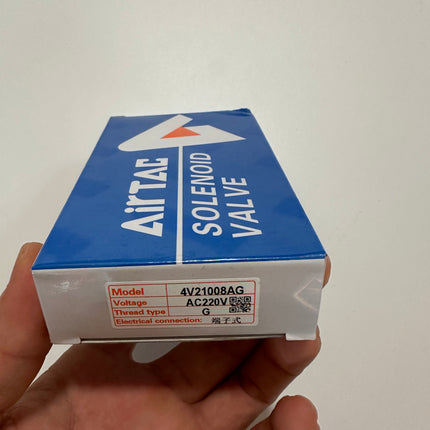 AirTAC
SOLENOID
VALVE
Model 4V21008AG
Voltage AC220V
Thread type G
Electrical connection: 端子式